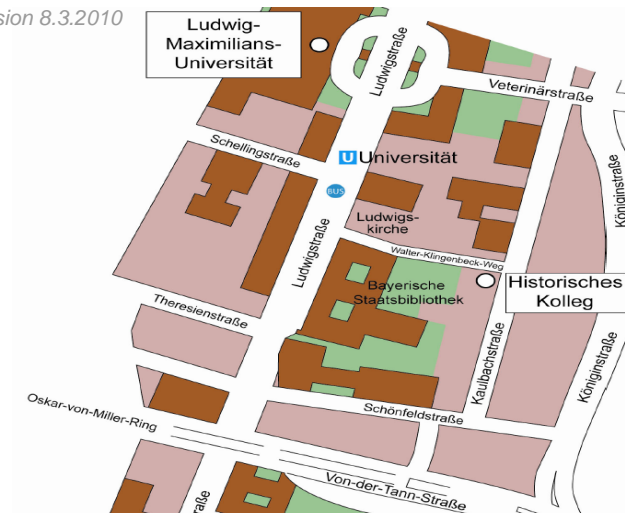 sion 8.3.2010
Ludwig-
Maximilians-
Universität
Ludwigstraße
Veterinärstraße
Schellingstraße
U Universität
BUS
Königinstraße
Ludwigs-
kirche
Ludwigstraße
Walter-Klingenbeck-Weg
Bayerische
Staatsbibliothek
Historisches
Kolleg
Theresienstraße
Kaulbachstraße
Königinstraße
Schönfeldstraße
Oskar-von-Miller-Ring
Von-der-Tann-Straße
straße